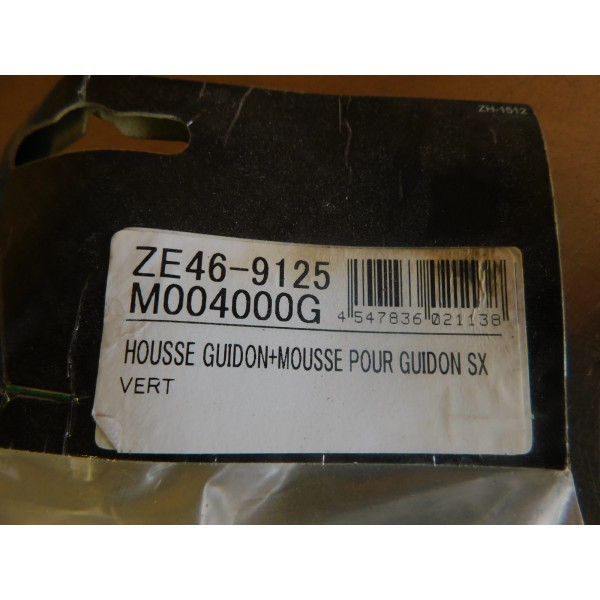 ZH-1512
ZE46-9125
M004000G
4 547836 021138
HOUSSE GUIDON+MOUSSE POUR GUIDON SX
VERT